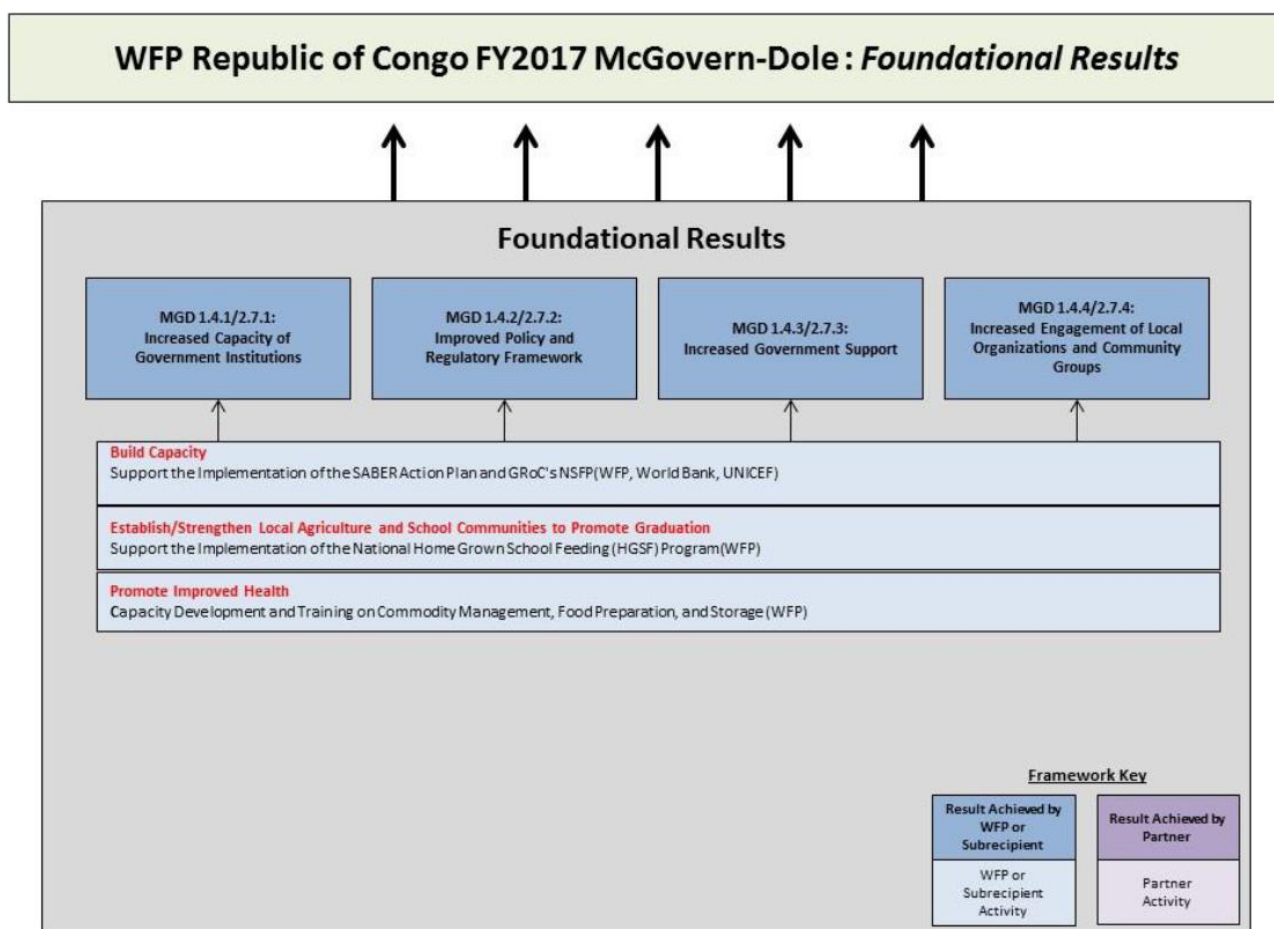 WFP Republic of Congo FY2017 McGovern-Dole : Foundational Results
Foundational Results
MGD 1.4.1/2.7.1:
Increased Capacity of
Government Institutions
MGD 1.4.2/2.7.2:
Improved Policy and
Regulatory Framework
MGD 1.4.3/2.7.3:
Increased Government Support
MGD 1.4.4/2.7.4:
Increased Engagement of Local
Organizations and Community
Groups
Build Capacity
Support the Implementation of the SABER Action Plan and GRoC's NSFP(WFP, World Bank, UNICEF)
Establish/Strengthen Local Agriculture and School Communities to Promote Graduation
Support the Implementation of the National Home Grown School Feeding (HGSF) Program(WFP)
Promote Improved Health
Capacity Development and Training on Commodity Management, Food Preparation, and Storage (WFP)
Framework Key
Result Achieved by
WFP or
Subrecipient
WFP or
Subrecipient
Activity
Result Achieved by
Partner
Partner
Activity